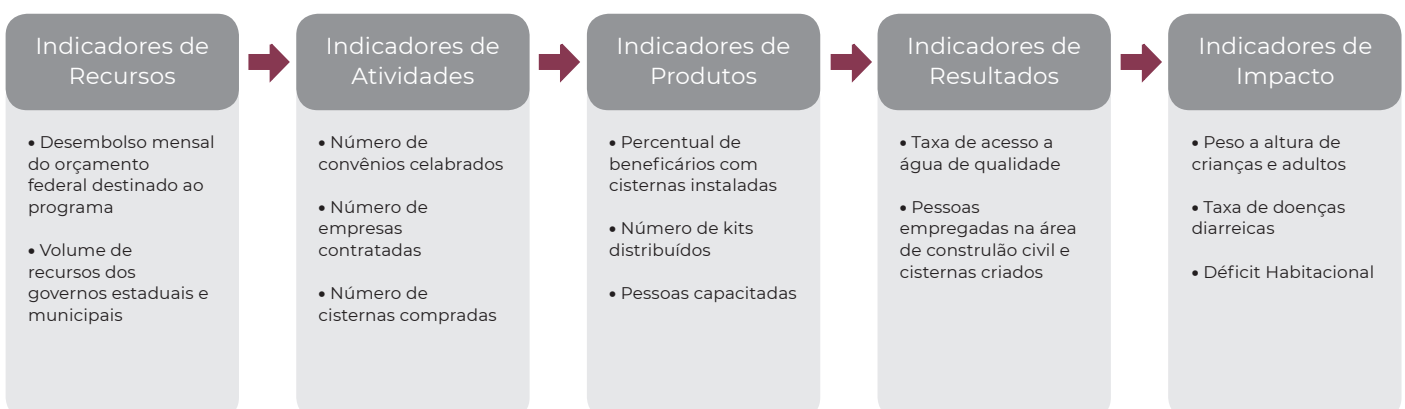 Indicadores de
Recursos
• Desembolso mensal
do orçamento
federal destinado ao
programa
• Volume de
recursos dos
governos estaduais e
municipais
Indicadores de
Atividades
• Número de
convênios celabrados
• Número de
empresas
contratadas
• Número de
cisternas compradas
Indicadores de
Produtos
• Percentual de
beneficários com
cisternas instaladas
• Número de kits
distribuídos
• Pessoas capacitadas
Indicadores de
Resultados
• Taxa de acesso a
água de qualidade
• Pessoas
empregadas na área
de construlão civil e
cisternas criados
Indicadores de
Impacto
• Peso a altura de
crianças e adultos
• Taxa de doenças
diarreicas
• Déficit Habitacional